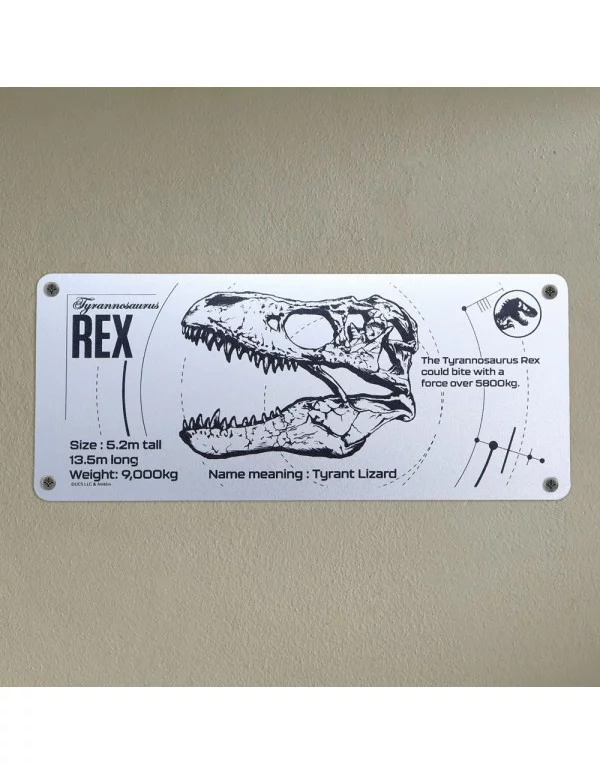 Tyrannosaurus
REX
The Tyrannosaurus Rex
could bite with a
force over 5800kg.
Size : 5.2m tall
13.5m long
Weight: 9,000kg
Name meaning : Tyrant Lizard